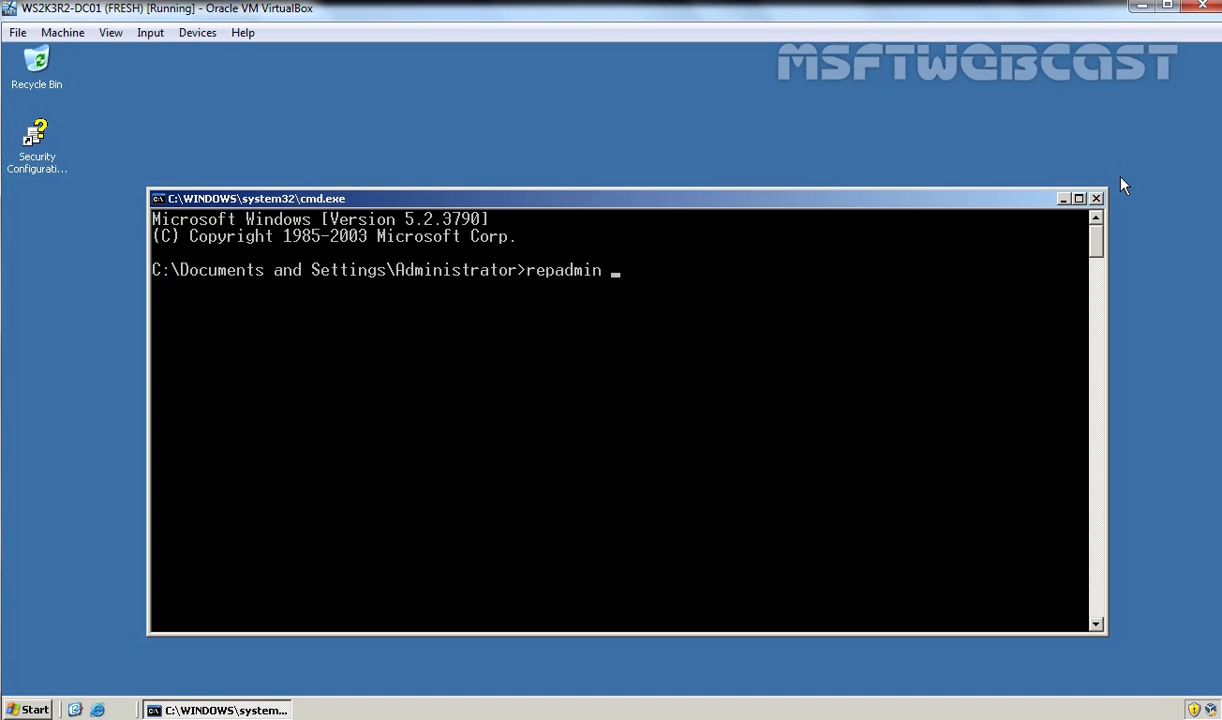 WS2K3R2-DC01 (FRESH) [Running] - Oracle VM VirtualBox
File Machine View Input Devices Help
MSFTWEBCAST
Recycle Bin
Security
Configurati...
C:\WINDOWS\system32\cmd.exe
Microsoft Windows [Version 5.2.3790]
(C) Copyright 1985-2003 Microsoft Corp.
C:\Documents and Settings\Administrator>repadmin _
Start C:\WINDOWS\system...